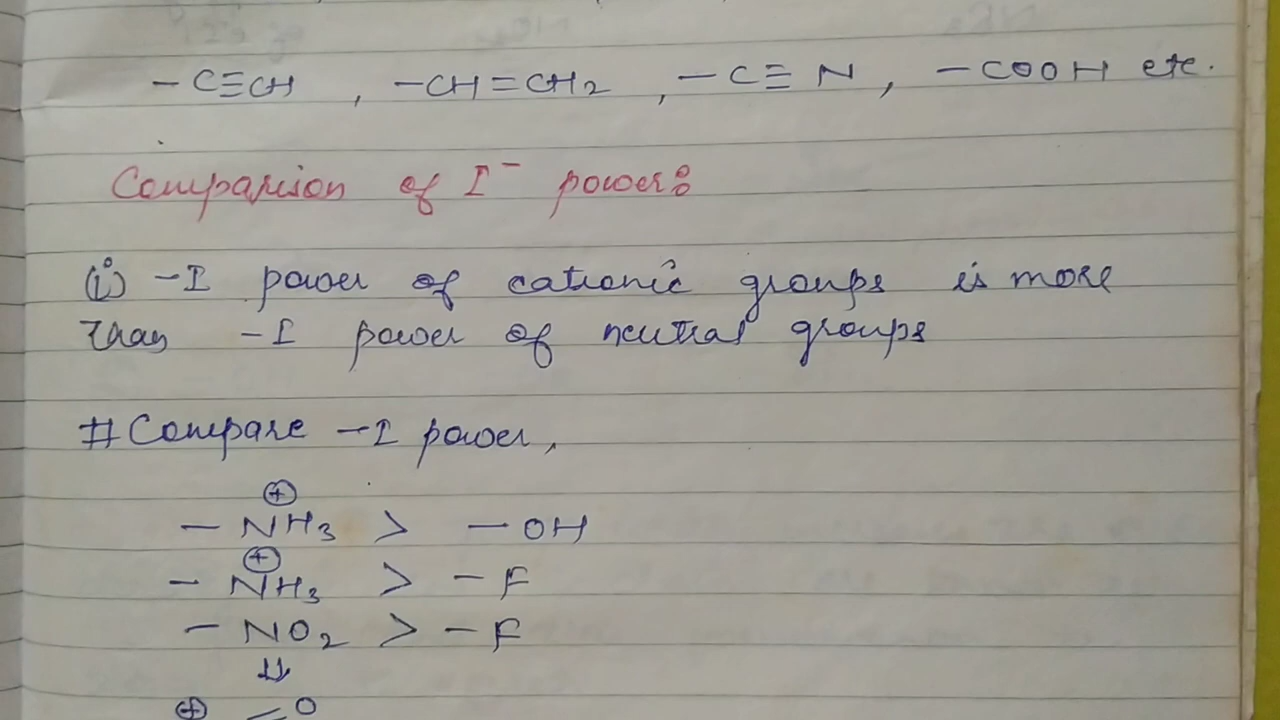 −C≡CH , −CH=CH₂ , −C≡N , −COOH etc.
Comparison of I⁻ power:
(i) −I power of cationic groups is more
than −I power of neutral groups
# Compare −I power,
⊕
− NH₃ > − OH
⊕
− NH₃ > − F
− NO₂ > − F
⇓
⊕ = O